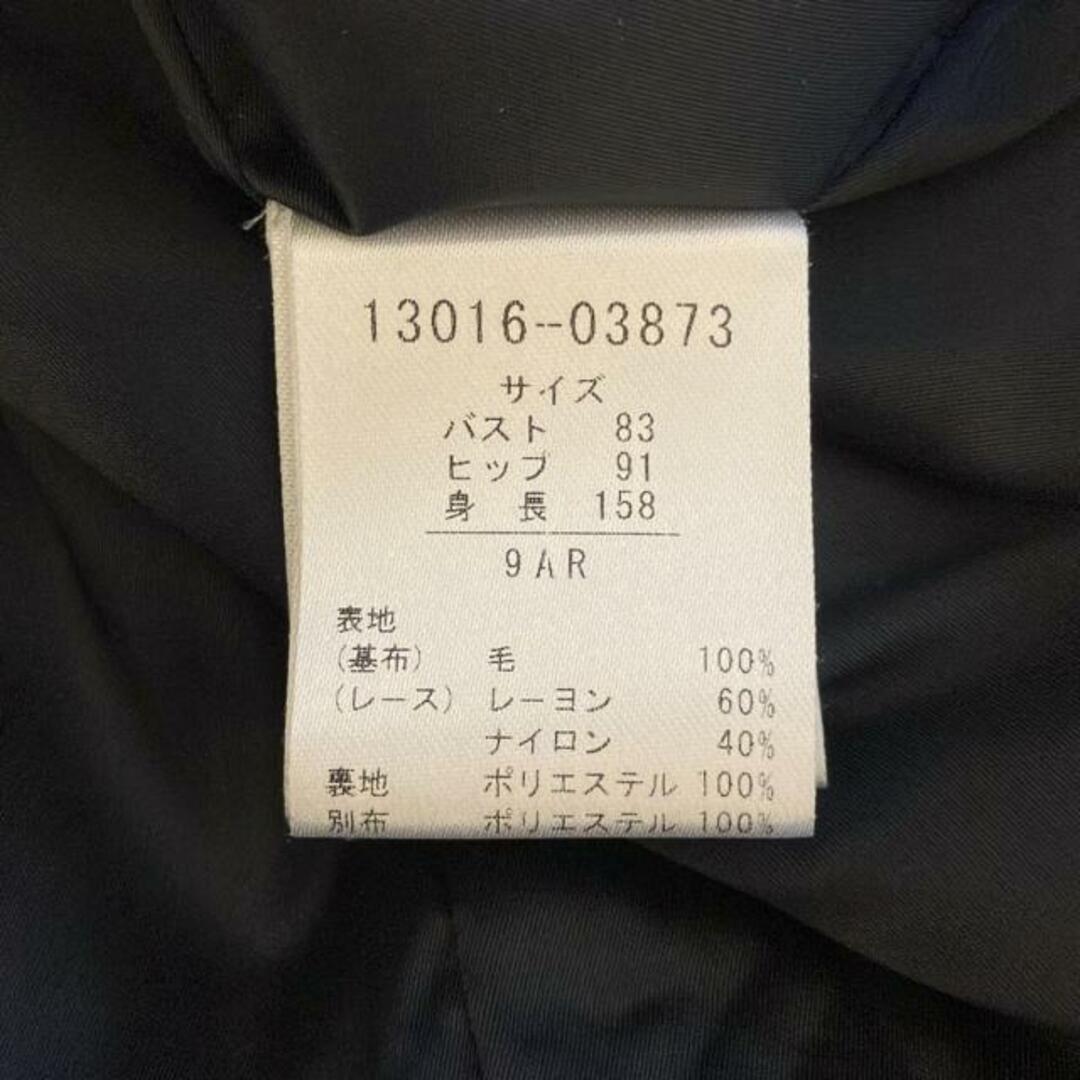 13016-03873
サイズ
バスト 83
ヒップ 91
身長 158
9AR
表地
(基布) 毛 100%
(レース) レーヨン 60%
ナイロン 40%
裏地 ポリエステル 100%
別布 ポリエステル 100%